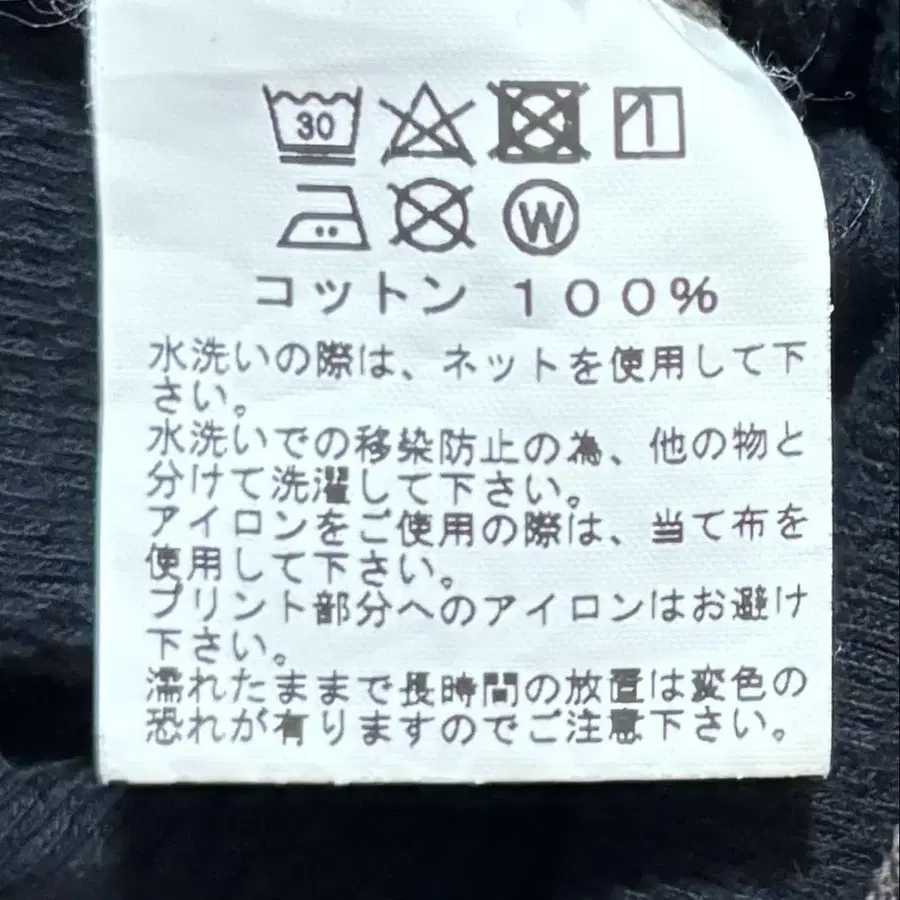 30
W
コットン 100%
水洗いの際は、ネットを使用して下
さい。
水洗いでの移染防止の為、他の物と
分けて洗濯して下さい。
アイロンをご使用の際は、当て布を
使用して下さい。
プリント部分へのアイロンはお避け
下さい。
濡れたままで長時間の放置は変色の
恐れが有りますのでご注意下さい。